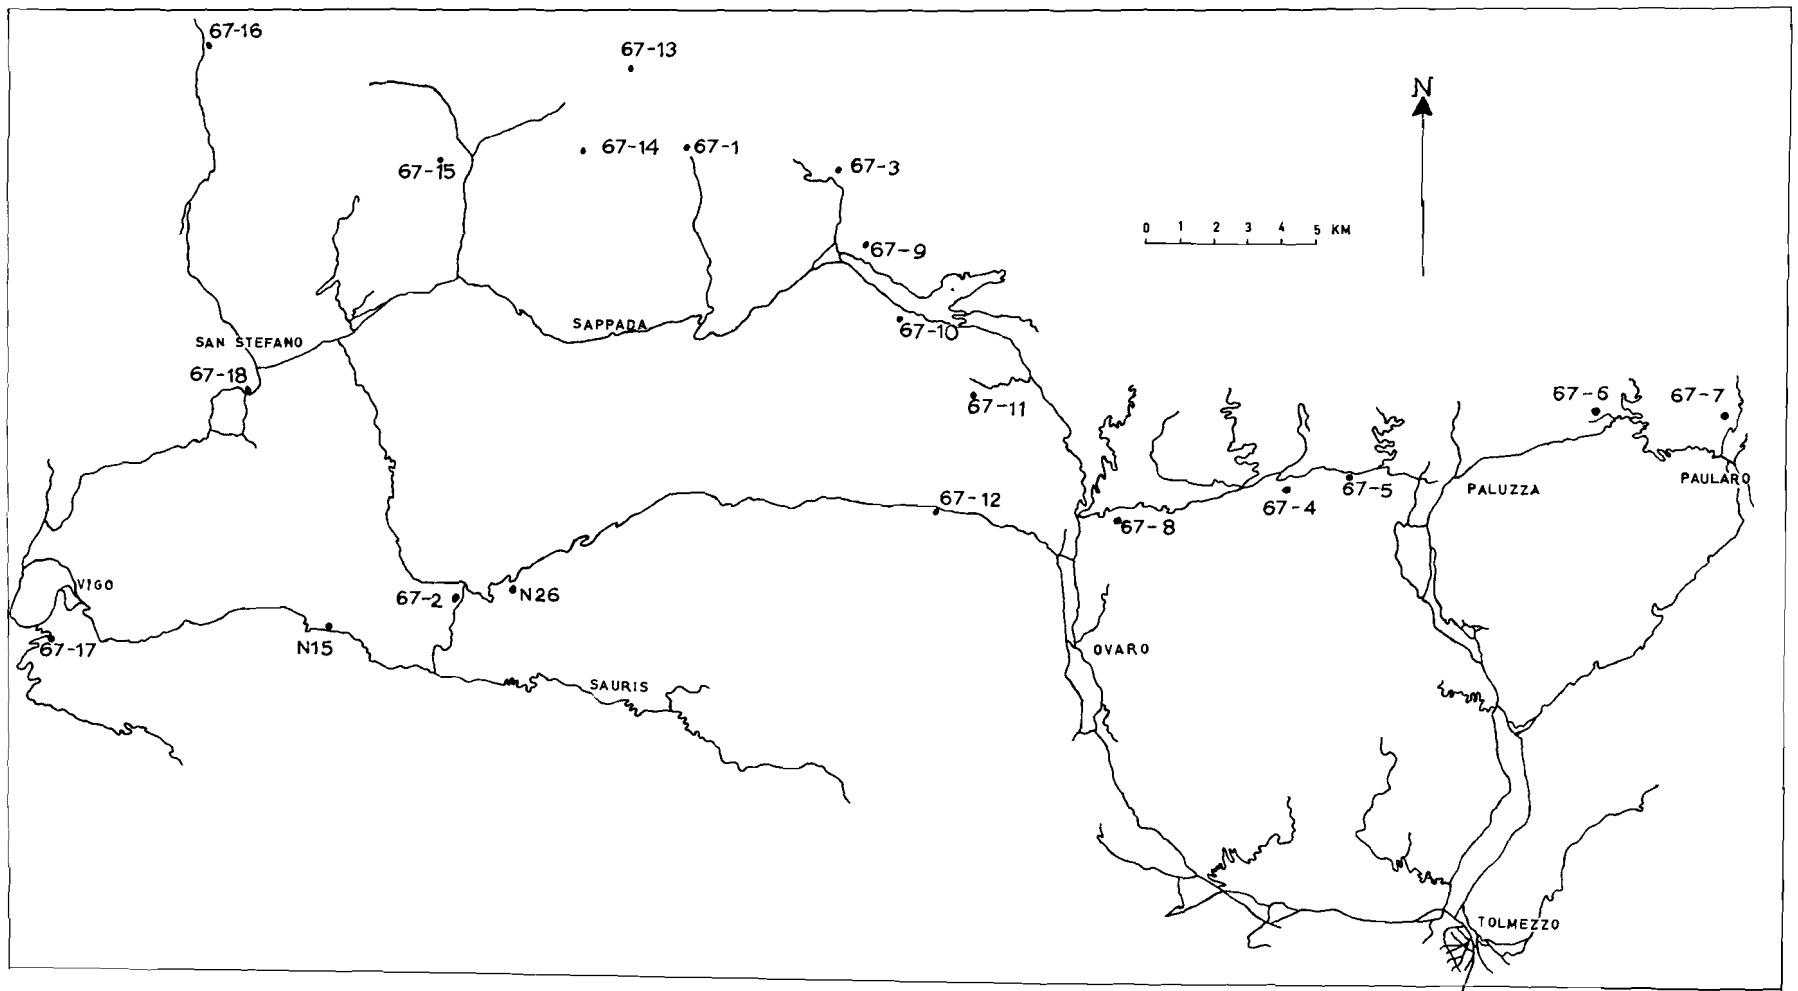 67-16
67-13
N
67-14
67-1
67-15
67-3
0 1 2 3 4 5 KM
67-9
SAPPADA
67-10
SAN STEFANO
67-18
67-11
67-6
67-7
67-12
67-5
PALUZZA
PAULARO
67-4
67-8
VIGO
67-2
N26
N15
67-17
OVARO
SAURIS
TOLMEZZO